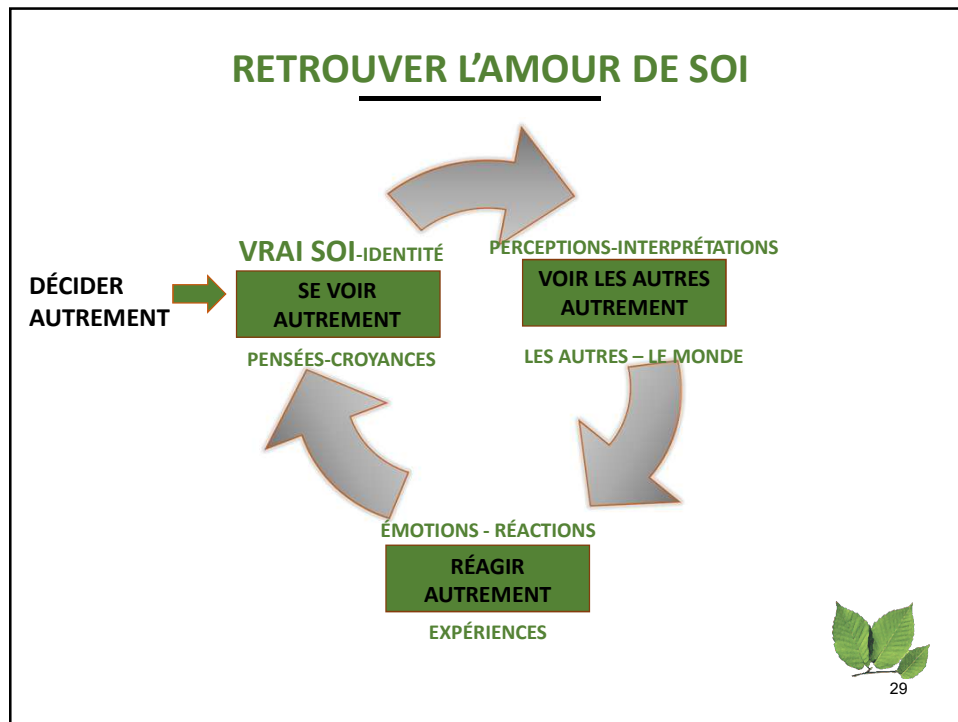 RETROUVER L'AMOUR DE SOI
VRAI SOI-IDENTITÉ
PERCEPTIONS-INTERPRÉTATIONS
DÉCIDER
AUTREMENT
SE VOIR
AUTREMENT
VOIR LES AUTRES
AUTREMENT
PENSÉES-CROYANCES
LES AUTRES – LE MONDE
ÉMOTIONS - RÉACTIONS
RÉAGIR
AUTREMENT
EXPÉRIENCES
29